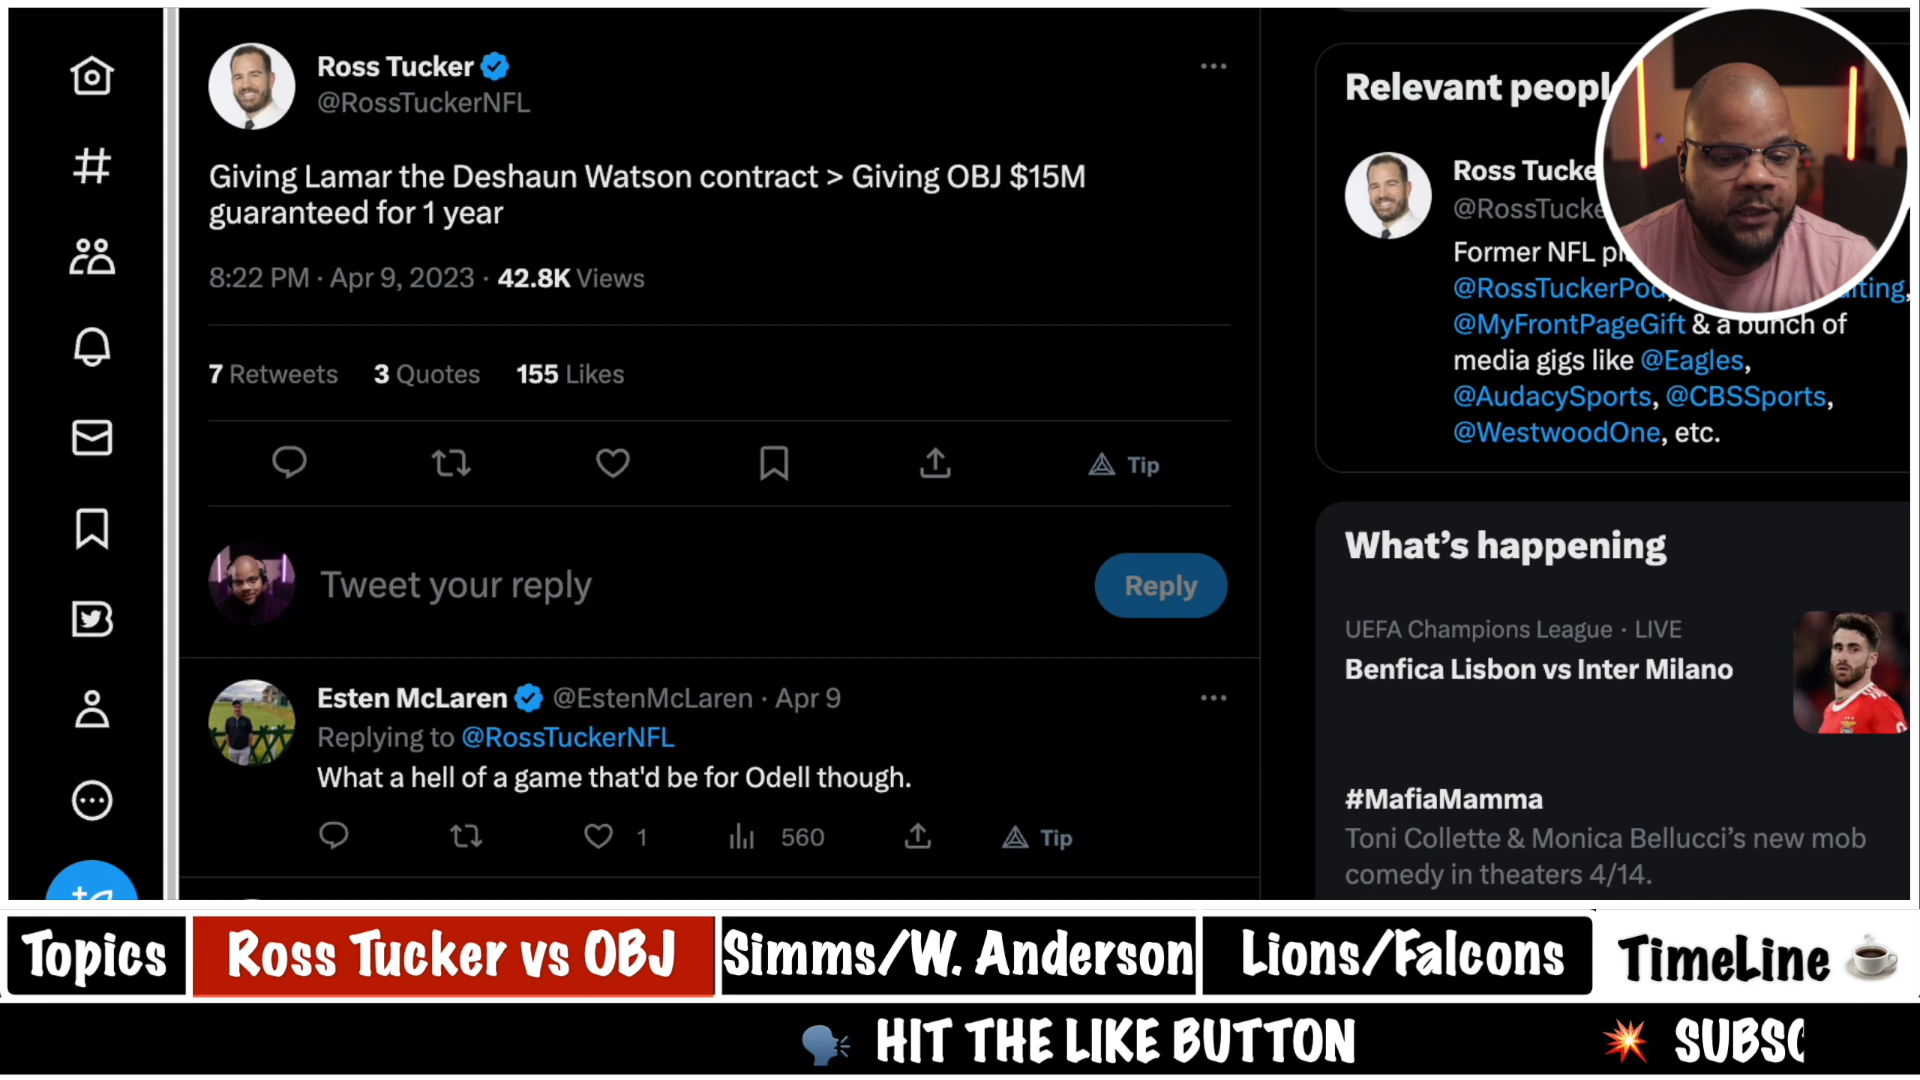 Ross Tucker
@RossTuckerNFL
Giving Lamar the Deshaun Watson contract > Giving OBJ $15M
guaranteed for 1 year
8:22 PM · Apr 9, 2023 · 42.8K Views
7 Retweets 3 Quotes 155 Likes
Tip
Tweet your reply
Reply
Esten McLaren @EstenMcLaren · Apr 9
Replying to @RossTuckerNFL
What a hell of a game that'd be for Odell though.
1 560 Tip
Relevant peopl
Ross Tucke
@RossTucke
Former NFL pl
@RossTuckerPod, iting,
@MyFrontPageGift & a bunch of
media gigs like @Eagles,
@AudacySports, @CBSSports,
@WestwoodOne, etc.
What's happening
UEFA Champions League · LIVE
Benfica Lisbon vs Inter Milano
#MafiaMamma
Toni Collette & Monica Bellucci's new mob
comedy in theaters 4/14.
Topics Ross Tucker vs OBJ Simms/W. Anderson Lions/Falcons TimeLine
HIT THE LIKE BUTTON SUBSC